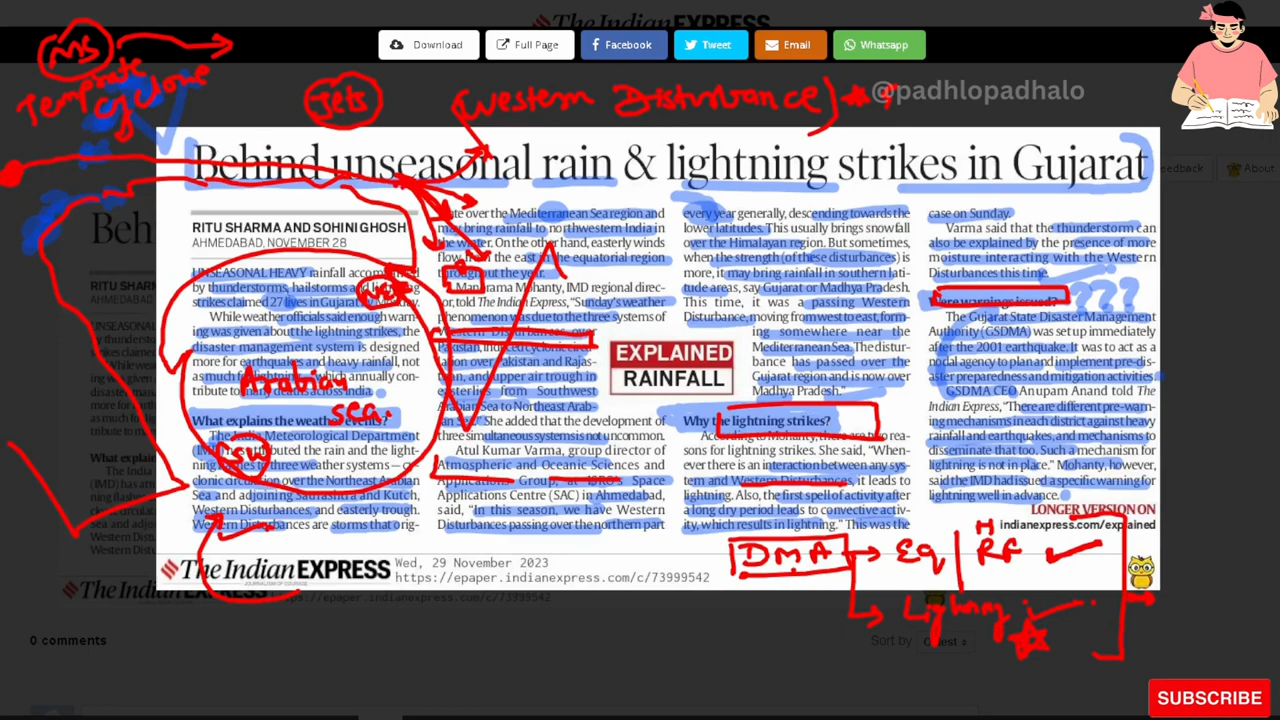 The Indian EXPRESS
MS
Temprate
cyclone
Download
Full Page
Facebook
Tweet
Email
Whatsapp
Jets
(Western Disturbance)
@padhlopadhalo
Behind unseasonal rain & lightning strikes in Gujarat
RITU SHARMA AND SOHINI GHOSH
AHMEDABAD, NOVEMBER 28
UNSEASONAL HEAVY rainfall accompanied
by thunderstorms, hailstorms and lightning
strikes claimed 27 lives in Gujarat by Monday.
While weather officials said enough warn-
ing was given about the lightning strikes, the
disaster management system is designed
more for earthquakes and heavy rainfall, not
as much for lightning, which annually con-
tribute to many deaths across India.
Arabian
sea
What explains the weather events?
The India Meteorological Department
(IMD) has attributed the rain and the light-
ning strikes to three weather systems — cy-
clonic circulation over the Northeast Arabian
Sea and adjoining Saurashtra and Kutch,
Western Disturbances, and easterly trough.
Western Disturbances are storms that orig-
inate over the Mediterranean Sea region and
most bring rainfall to northwestern India in
the winter. On the other hand, easterly winds
flow from the east in the equatorial region
throughout the year.
Manorama Mohanty, IMD regional direc-
tor, told The Indian Express, "Sunday's weather
phenomenon was due to the three systems of
Western Disturbances over
Pakistan, induced cyclonic circu-
lation over Pakistan and Rajas-
than, and upper air trough in
easterlies from Southwest
Arabian Sea to Northeast Arab-
ian Sea." She added that the development of
three simultaneous systems is not uncommon.
Atul Kumar Varma, group director of
Atmospheric and Oceanic Sciences and
Applications Group, at ISRO's Space
Applications Centre (SAC) in Ahmedabad,
said, "In this season, we have Western
Disturbances passing over the northern part
every year generally, descending towards the
lower latitudes. This usually brings snowfall
over the Himalayan region. But sometimes,
when the strength (of these disturbances) is
more, it may bring rainfall in southern lati-
tude areas, say Gujarat or Madhya Pradesh.
This time, it was a passing Western
Disturbance, moving from west to east, form-
ing somewhere near the
Mediterranean Sea. The distur-
bance has passed over the
Gujarat region and is now over
Madhya Pradesh."
EXPLAINED
RAINFALL
Why the lightning strikes?
According to Mohanty, there are two rea-
sons for lightning strikes. She said, "When-
ever there is an interaction between any sys-
tem and Western Disturbances, it leads to
lightning. Also, the first spell of activity after
a long dry period leads to convective activ-
ity, which results in lightning." This was the
case on Sunday.
Varma said that the thunderstorm can
also be explained by the presence of more
moisture interacting with the Western
Disturbances this time.
Were warnings issued?
???
The Gujarat State Disaster Management
Authority (GSDMA) was set up immediately
after the 2001 earthquake. It was to act as a
nodal agency to plan and implement pre-dis-
aster preparedness and mitigation activities.
GSDMA CEO Anupam Anand told The
Indian Express, "There are different pre-warn-
ing mechanisms in each district against heavy
rainfall and earthquakes, and mechanisms to
disseminate that too. Such a mechanism for
lightning is not in place." Mohanty, however,
said the IMD had issued a specific warning for
lightning well in advance.
LONGER VERSION ON
indianexpress.com/explained
DMA
Eq
H
RF
Lightning
The Indian EXPRESS
JOURNALISM OF COURAGE
Wed, 29 November 2023
https://epaper.indianexpress.com/c/73999542
https://epaper.indianexpress.com/c/73999542
0 comments
Sort by
Oldest
SUBSCRIBE